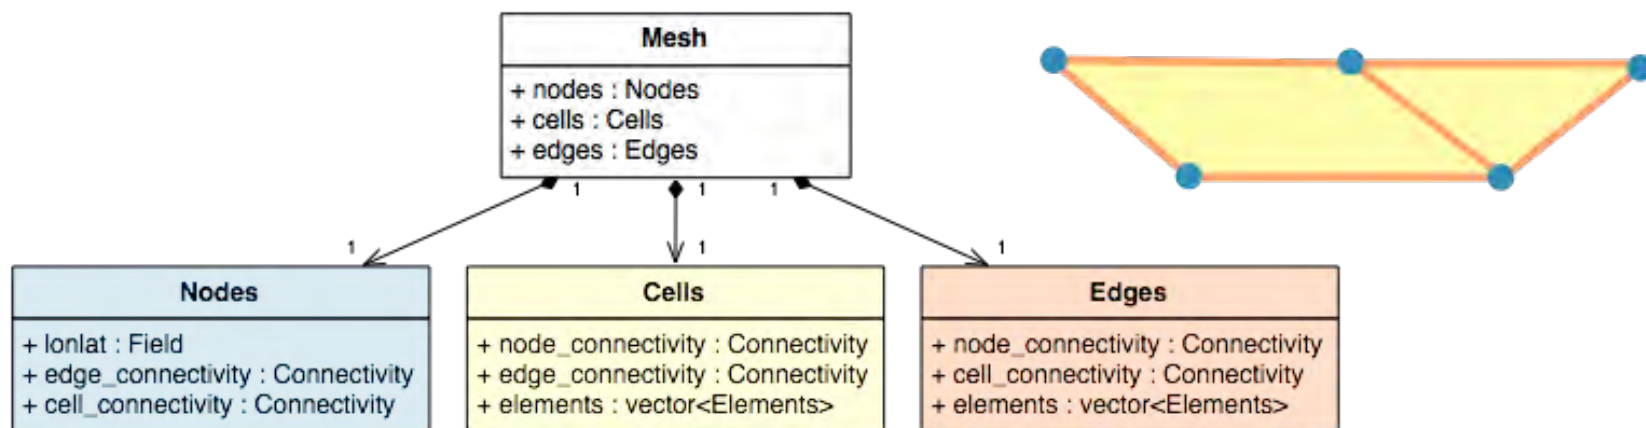 Mesh
+ nodes : Nodes
+ cells : Cells
+ edges : Edges
1 1 1
1 1 1
Nodes
+ lonlat : Field
+ edge_connectivity : Connectivity
+ cell_connectivity : Connectivity
Cells
+ node_connectivity : Connectivity
+ edge_connectivity : Connectivity
+ elements : vector<Elements>
Edges
+ node_connectivity : Connectivity
+ cell_connectivity : Connectivity
+ elements : vector<Elements>